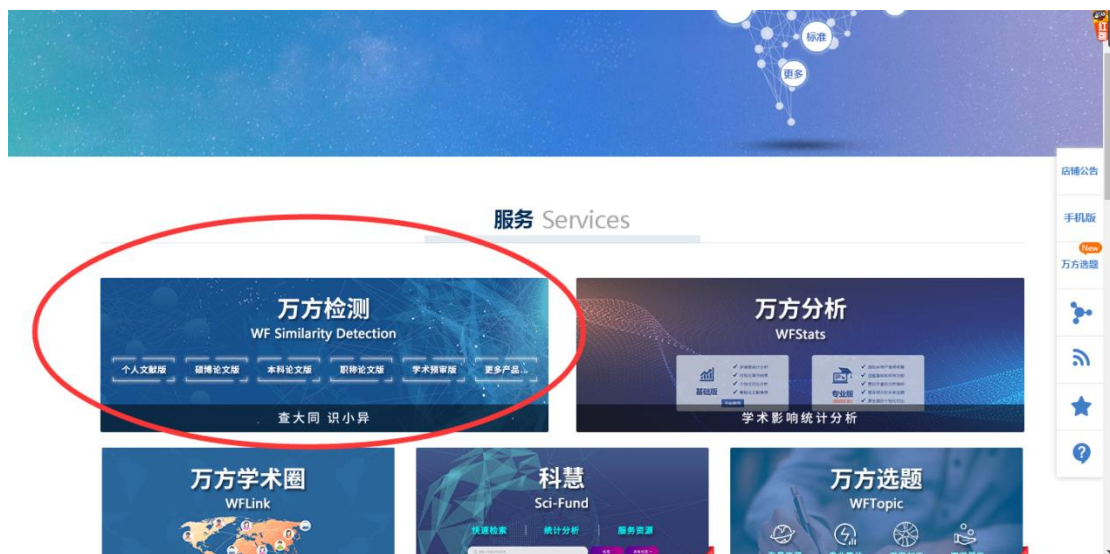 标准
更多
服务 Services
万方检测
WF Similarity Detection
个人文献版 硕博论文版 本科论文版 职称论文版 学术预审版 更多产品...
查大同 识小异
万方分析
WFStats
基础版
专业版
学术影响统计分析
万方学术圈
WFLink
科慧
Sci-Fund
快速检索 统计分析 服务资源
万方选题
WFTopic
店铺公告
手机版
New
万方选题